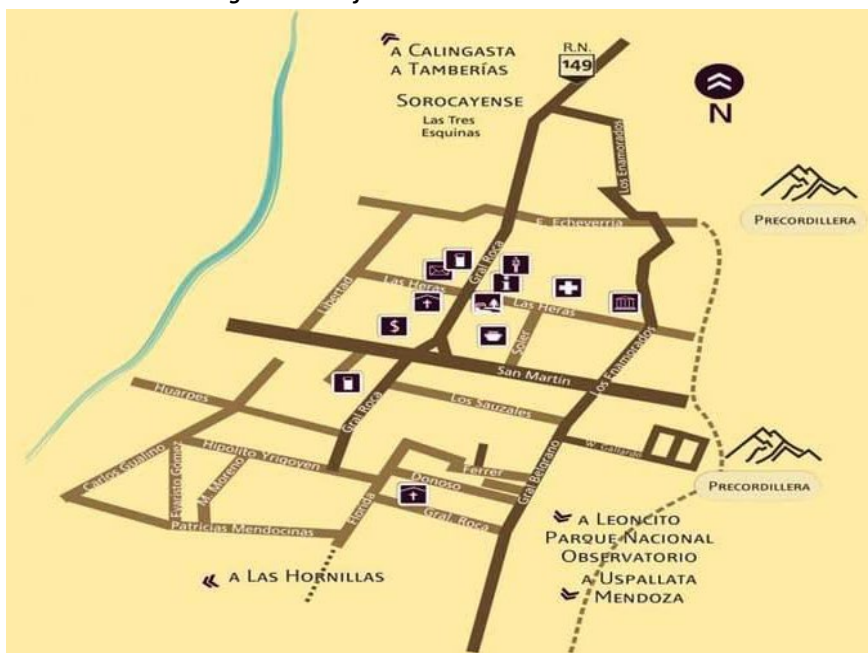 A CALINGASTA
A TAMBERÍAS
R.N.
149
SOROCAYENSE
Las Tres
Esquinas
N
Los Enamorados
PRECORDILLERA
E. Echeverría
Gral Roca
Libertad
Las Heras
Las Heras
Soler
$
San Martín
Los Enamorados
Huarpes
Gral Roca
Los Sauzales
W. Gallardo
Carlos Gualino
Evaristo Gómez
M. Moreno
Hipolito Yrigoyen
Ferrer
Donoso
Gral Belgrano
Florida
Gral. Roca
Patricias Mendocinas
PRECORDILLERA
A LEONCITO
PARQUE NACIONAL
OBSERVATORIO
A LAS HORNILLAS
A USPALLATA
MENDOZA